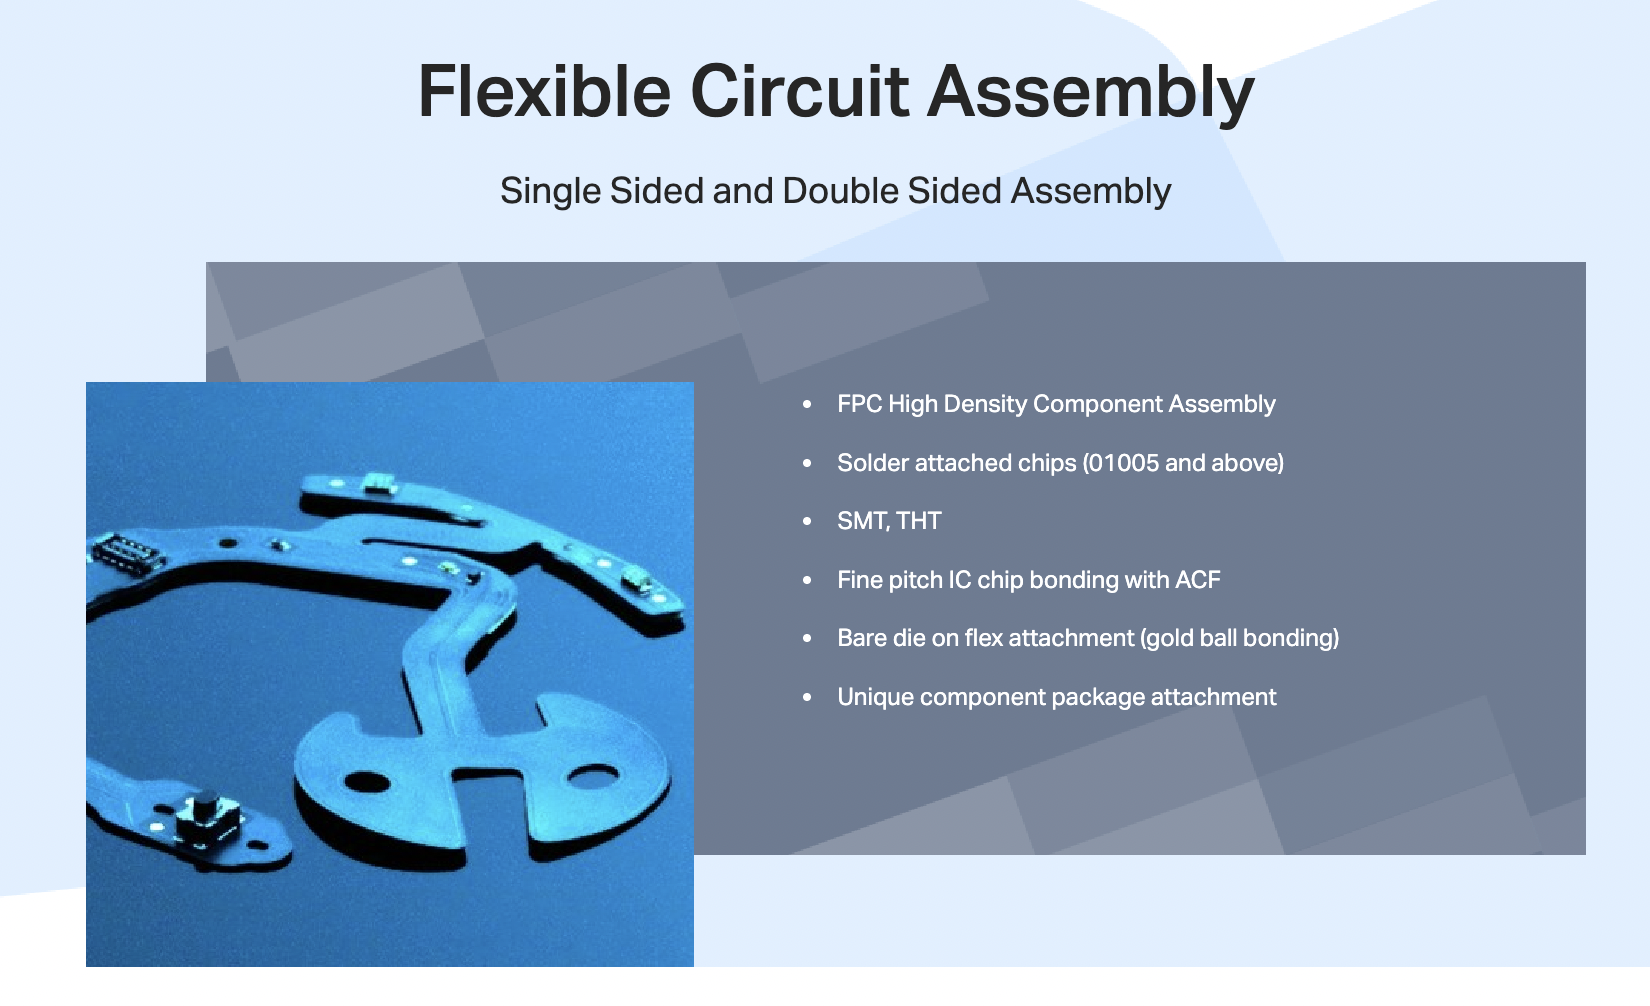 Flexible Circuit Assembly
Single Sided and Double Sided Assembly
• FPC High Density Component Assembly
• Solder attached chips (01005 and above)
• SMT, THT
• Fine pitch IC chip bonding with ACF
• Bare die on flex attachment (gold ball bonding)
• Unique component package attachment